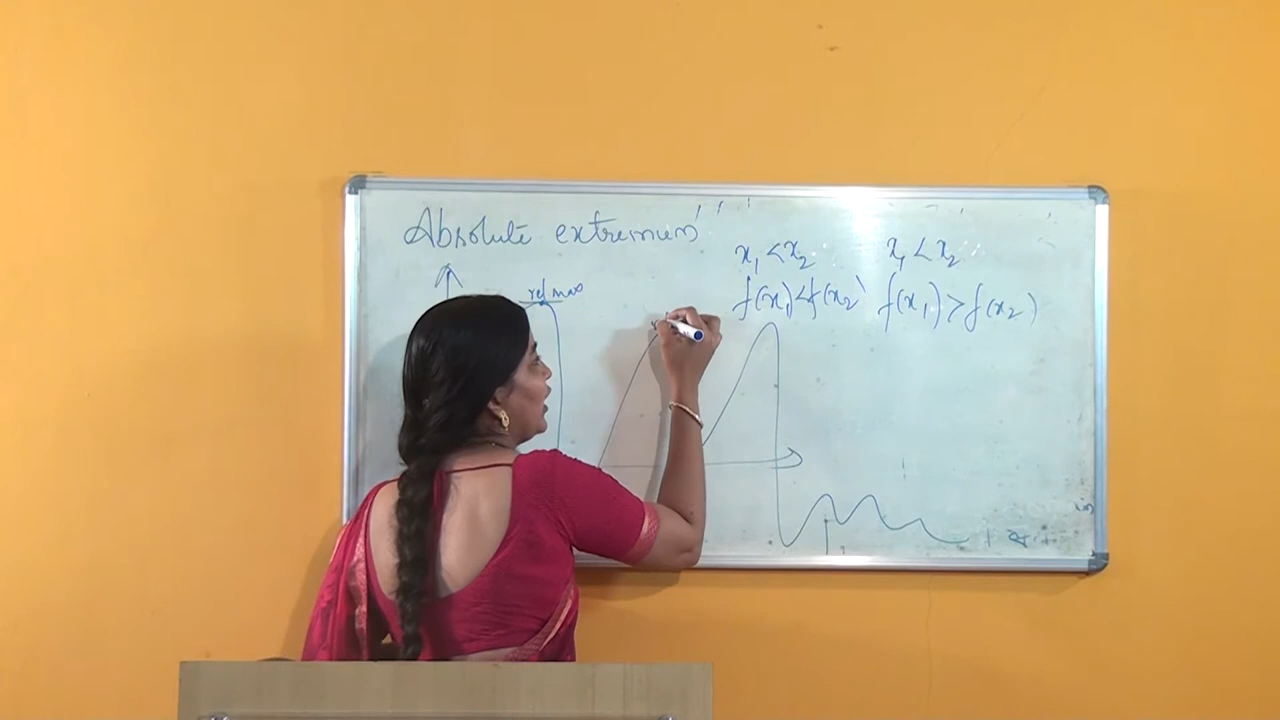 Absolute extremum
x₁ < x₂
x₁ < x₂
rel max
f(x₁) < f(x₂)
f(x₁) > f(x₂)